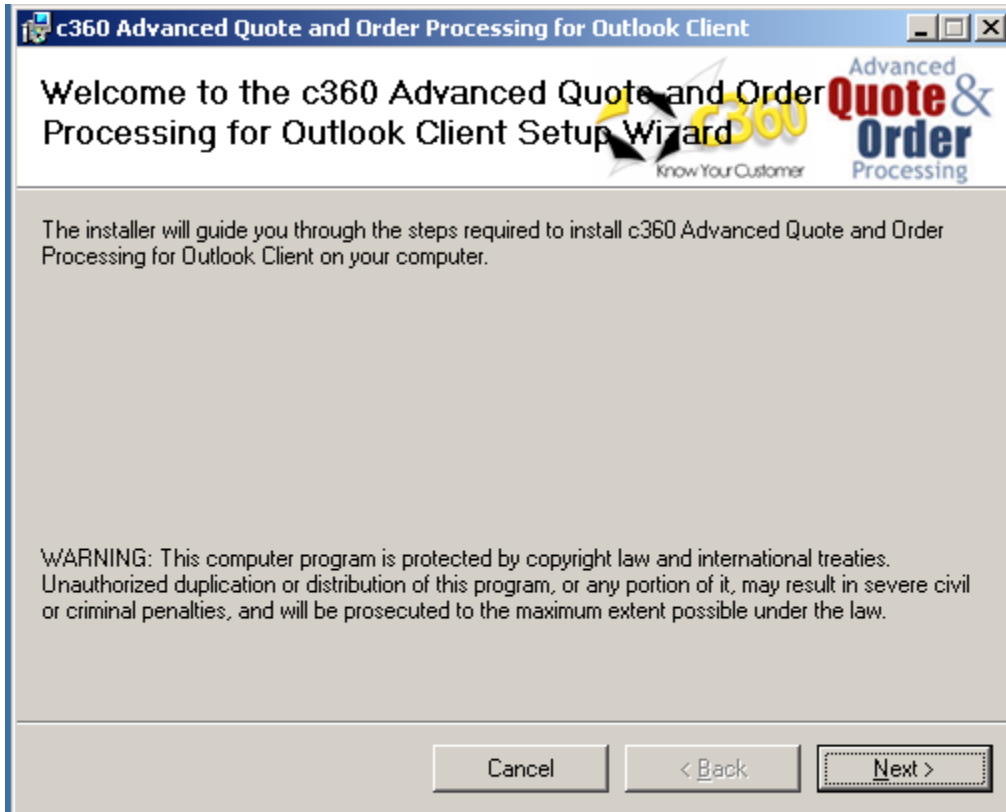 c360 Advanced Quote and Order Processing for Outlook Client
Welcome to the c360 Advanced Quote and Order
Processing for Outlook Client Setup Wizard
c360
Know Your Customer
Advanced
Quote &
Order
Processing
The installer will guide you through the steps required to install c360 Advanced Quote and Order
Processing for Outlook Client on your computer.
WARNING: This computer program is protected by copyright law and international treaties.
Unauthorized duplication or distribution of this program, or any portion of it, may result in severe civil
or criminal penalties, and will be prosecuted to the maximum extent possible under the law.
Cancel
< Back
Next >